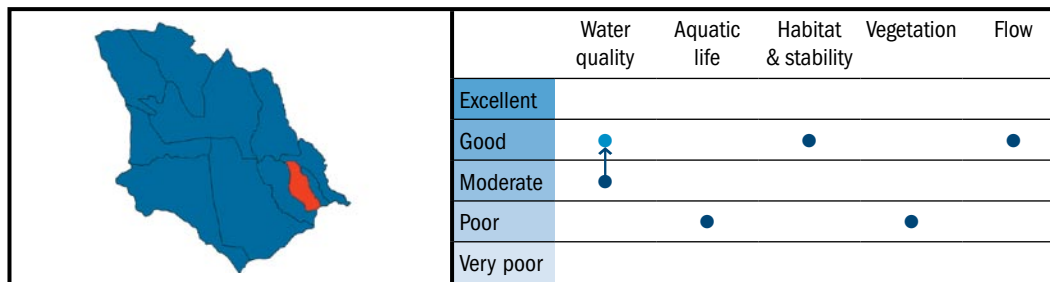 Water quality
Aquatic life
Habitat & stability
Vegetation
Flow
Excellent
Good
Moderate
Poor
Very poor